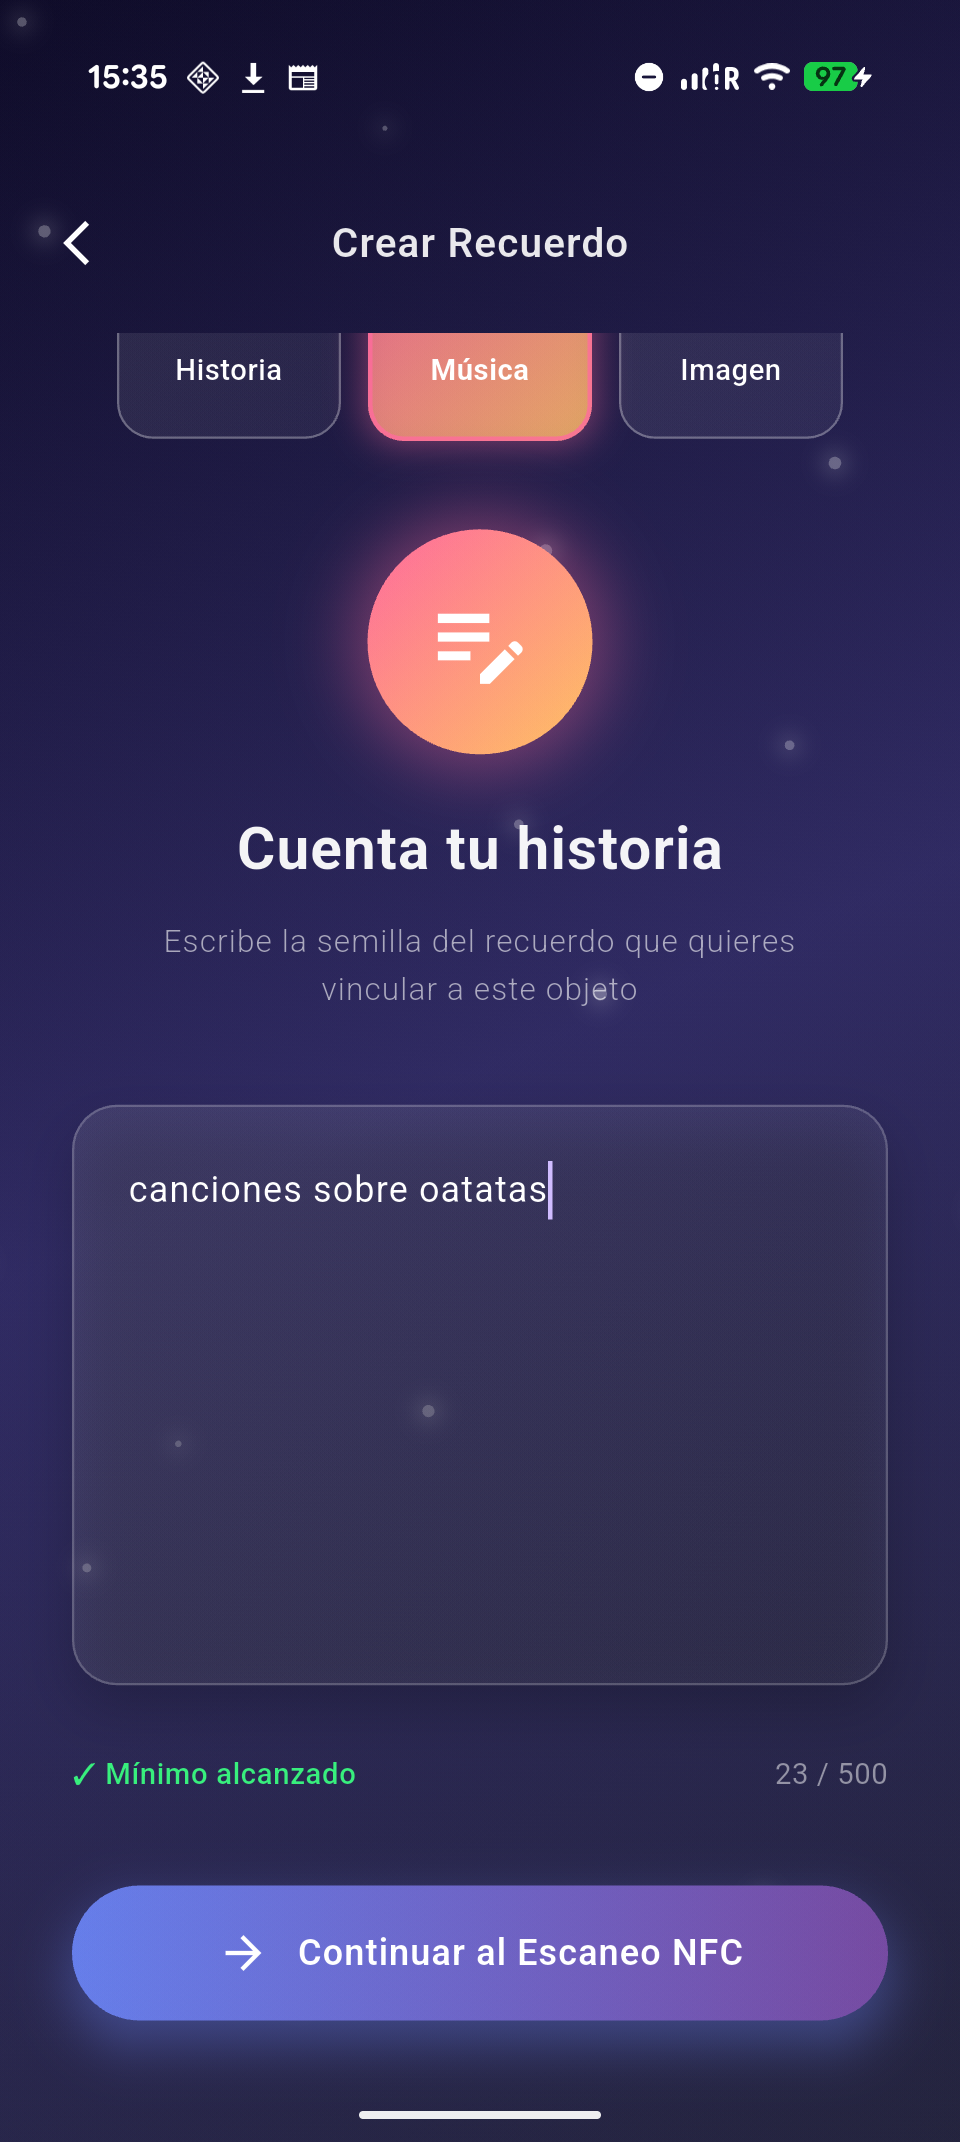 15:35
R
97
Crear Recuerdo
Historia
Música
Imagen
Cuenta tu historia
Escribe la semilla del recuerdo que quieres
vincular a este objeto
canciones sobre oatatas
✓ Mínimo alcanzado
23 / 500
Continuar al Escaneo NFC